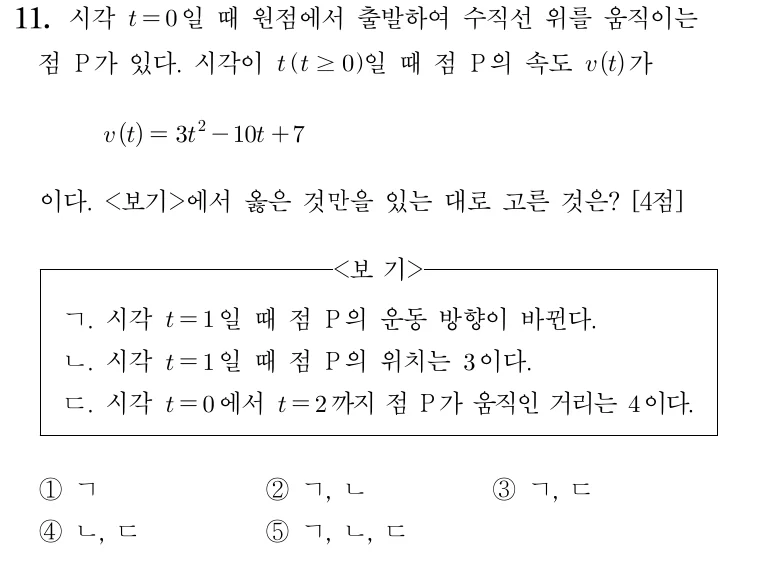 11. 시각 t=0일 때 원점에서 출발하여 수직선 위를 움직이는
점 P가 있다. 시각이 t(t≥0)일 때 점 P의 속도 v(t)가
v(t)=3t²-10t+7
이다. <보기>에서 옳은 것만을 있는 대로 고른 것은? [4점]
<보 기>
ㄱ. 시각 t=1일 때 점 P의 운동 방향이 바뀐다.
ㄴ. 시각 t=1일 때 점 P의 위치는 3이다.
ㄷ. 시각 t=0에서 t=2까지 점 P가 움직인 거리는 4이다.
① ㄱ ② ㄱ, ㄴ ③ ㄱ, ㄷ
④ ㄴ, ㄷ ⑤ ㄱ, ㄴ, ㄷ